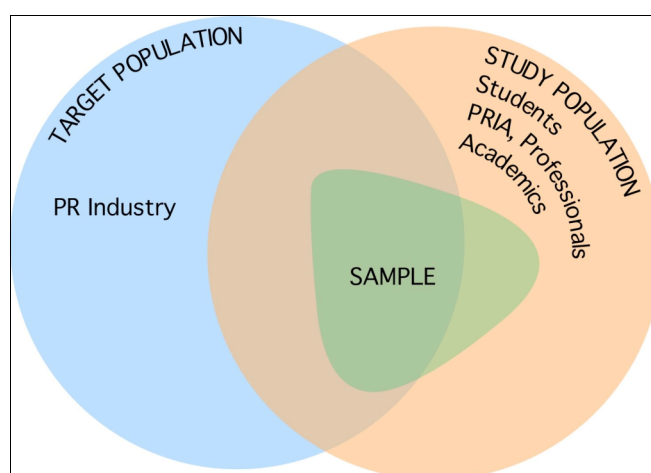 TARGET POPULATION
PR Industry
STUDY POPULATION
Students
PRIA, Professionals
Academics
SAMPLE